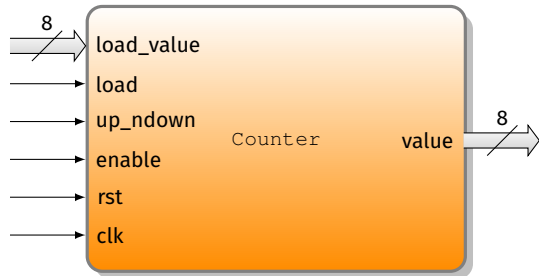 8
load_value
load
up_ndown
enable
rst
clk
Counter
value
8